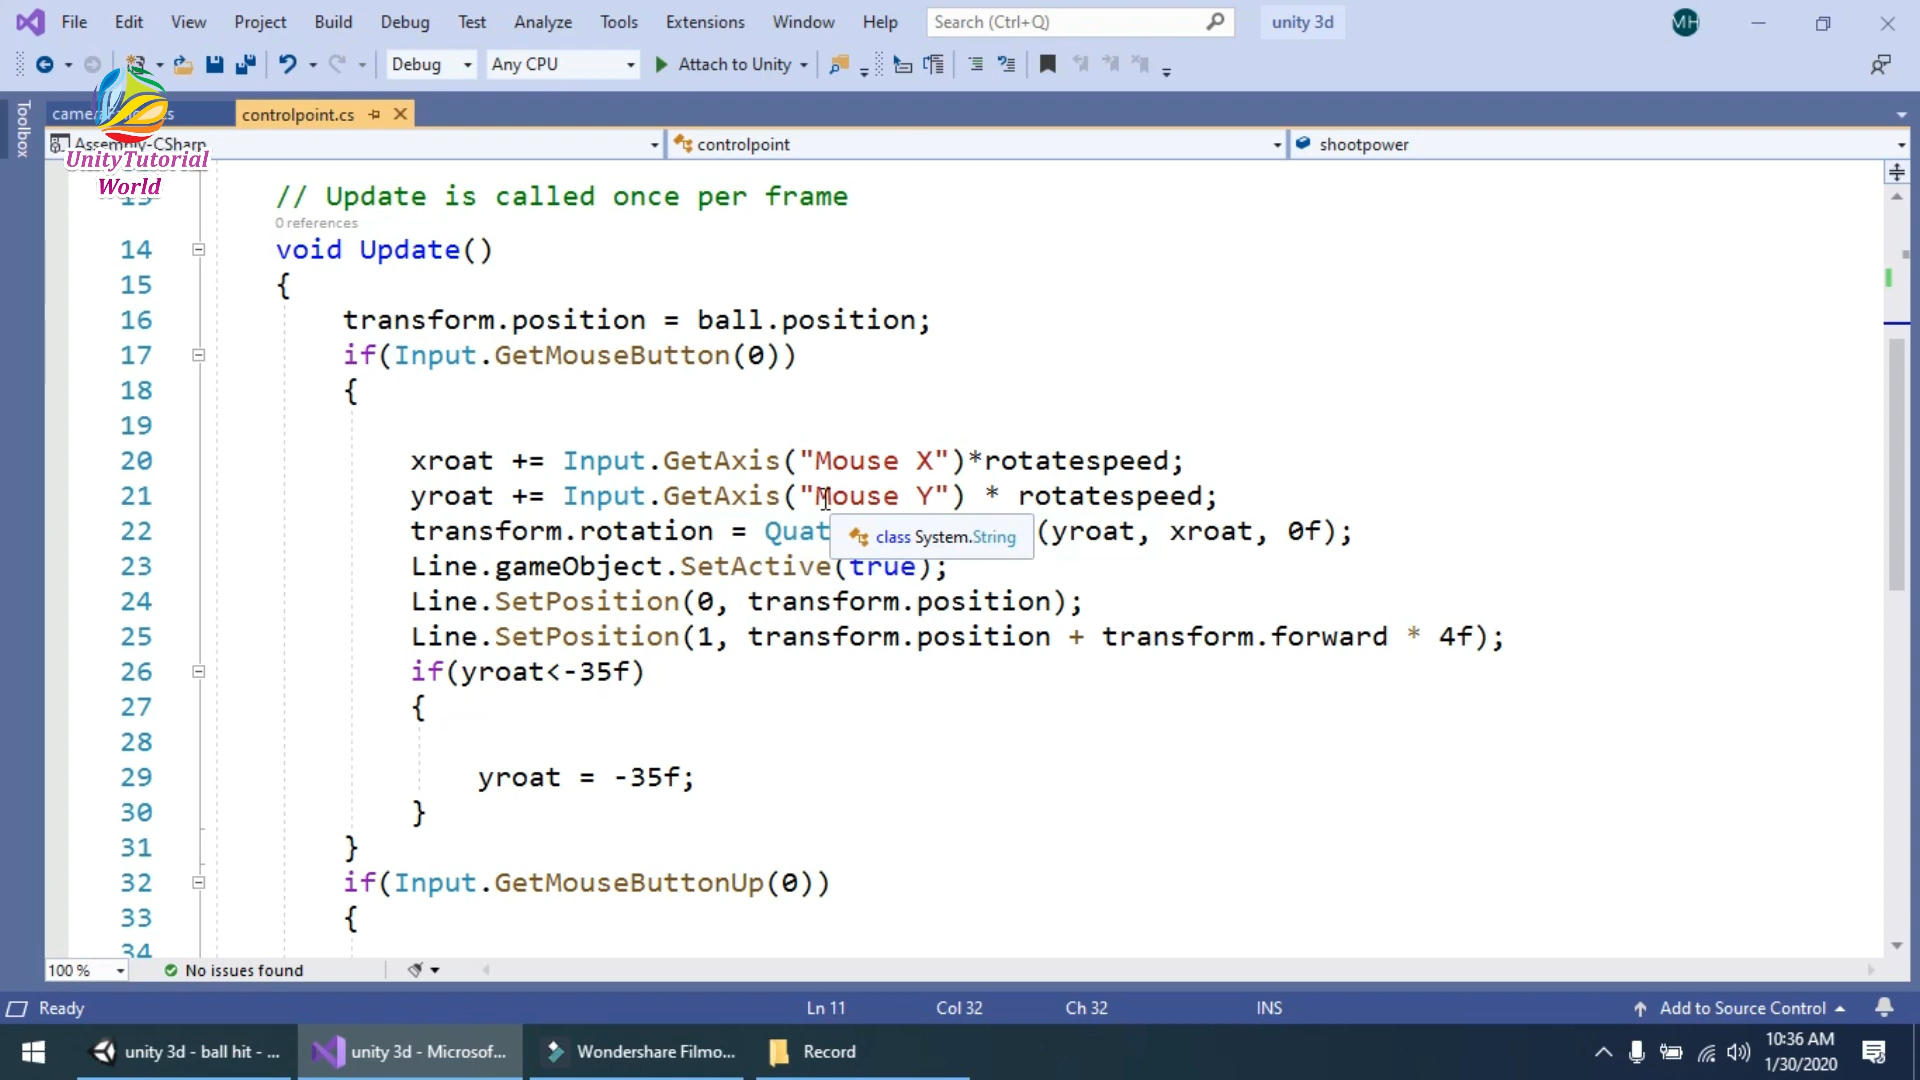 File Edit View Project Build Debug Test Analyze Tools Extensions Window Help Search (Ctrl+Q) unity 3d MH
Debug Any CPU Attach to Unity
Toolbox
controlpoint.cs
Assembly-CSharp controlpoint shootpower
UnityTutorial
World
// Update is called once per frame
0 references
14 void Update()
15 {
16 transform.position = ball.position;
17 if(Input.GetMouseButton(0))
18 {
19
20 xroat += Input.GetAxis("Mouse X")*rotatespeed;
21 yroat += Input.GetAxis("Mouse Y") * rotatespeed;
22 transform.rotation = Quat (yroat, xroat, 0f);
class System.String
23 Line.gameObject.SetActive(true);
24 Line.SetPosition(0, transform.position);
25 Line.SetPosition(1, transform.position + transform.forward * 4f);
26 if(yroat<-35f)
27 {
28
29 yroat = -35f;
30 }
31 }
32 if(Input.GetMouseButtonUp(0))
33 {
34
100 % No issues found
Ready Ln 11 Col 32 Ch 32 INS Add to Source Control
unity 3d - ball hit - ... unity 3d - Microsof... Wondershare Filmo... Record
10:36 AM
1/30/2020